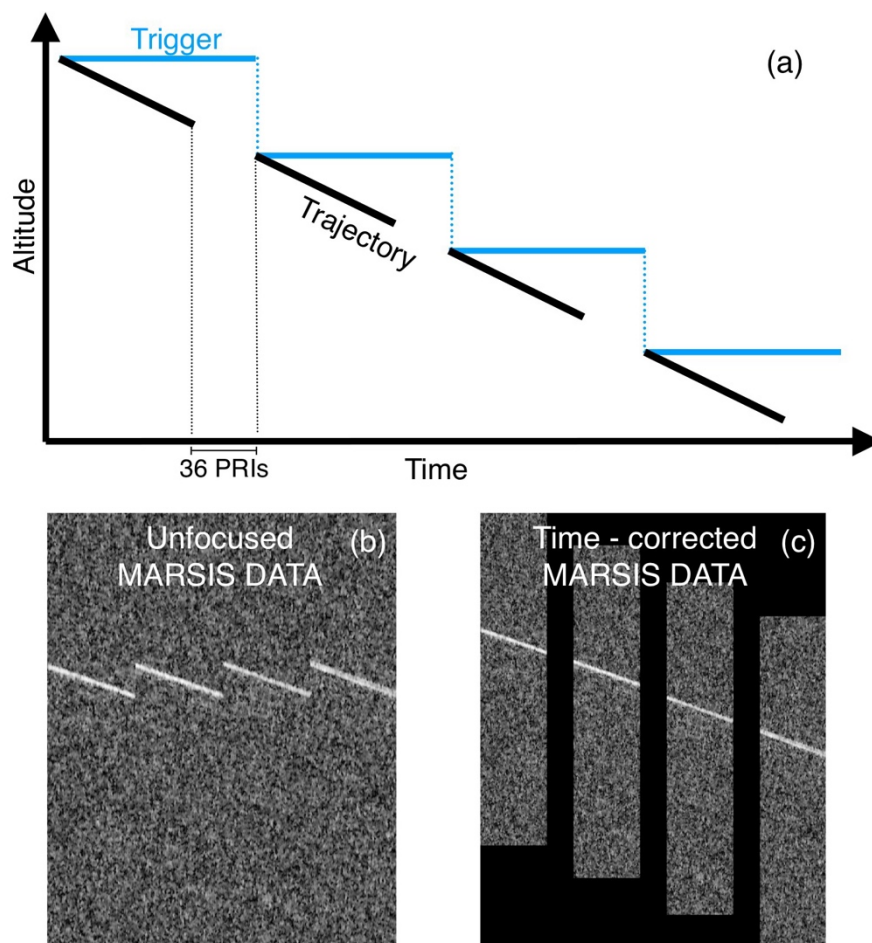 Trigger
(a)
Trajectory
Altitude
36 PRIs
Time
Unfocused (b)
MARSIS DATA
Time - corrected (c)
MARSIS DATA